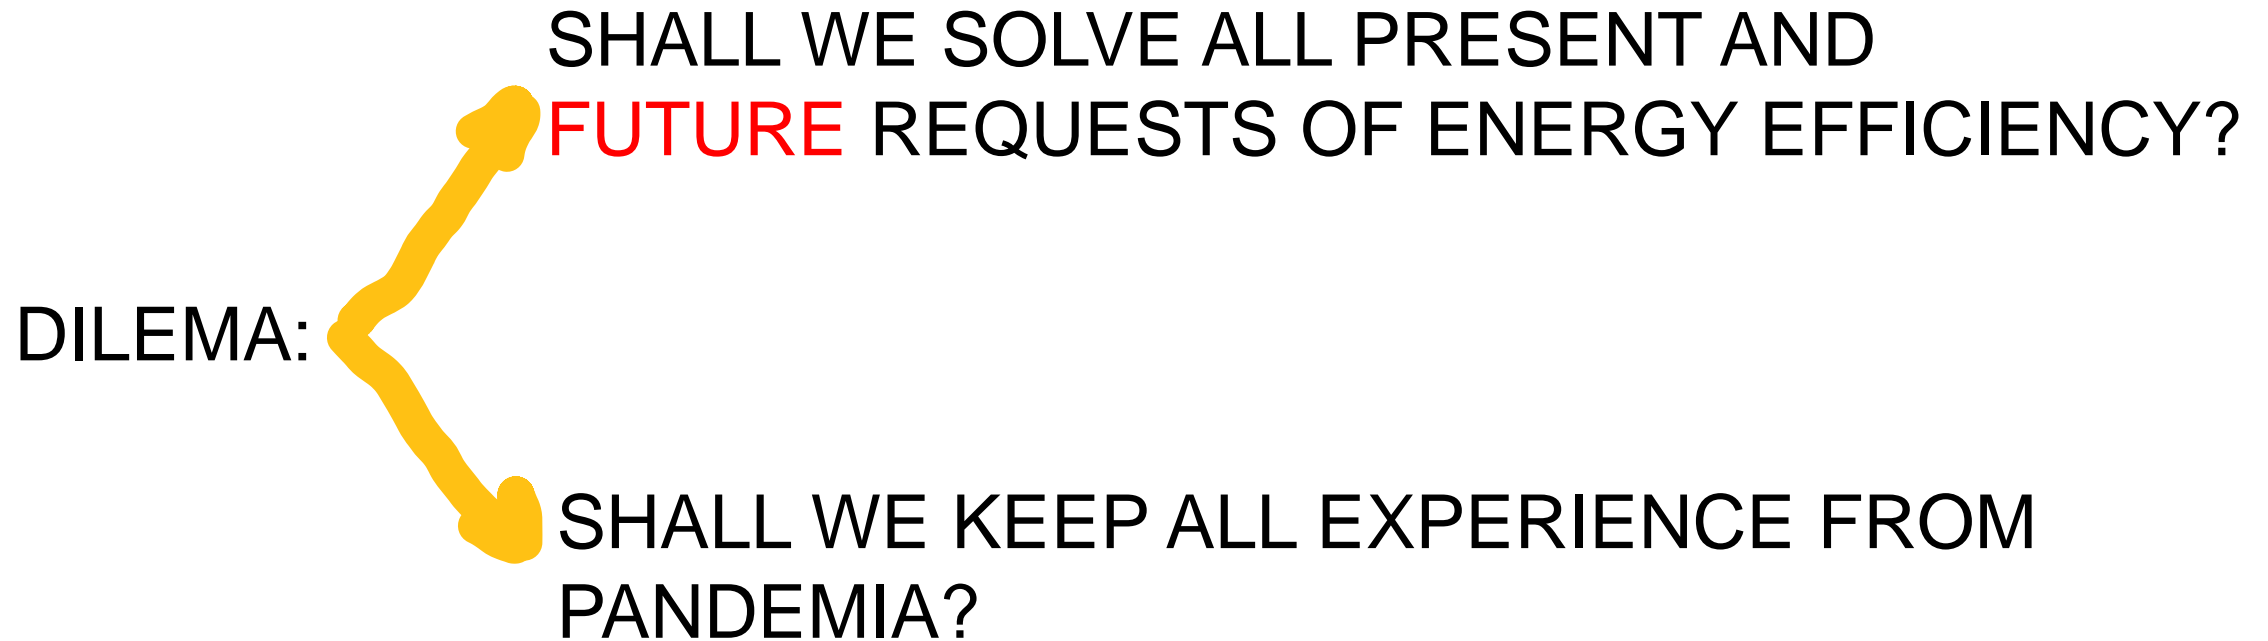 SHALL WE SOLVE ALL PRESENT AND
FUTURE REQUESTS OF ENERGY EFFICIENCY?
DILEMA:
SHALL WE KEEP ALL EXPERIENCE FROM
PANDEMIA?